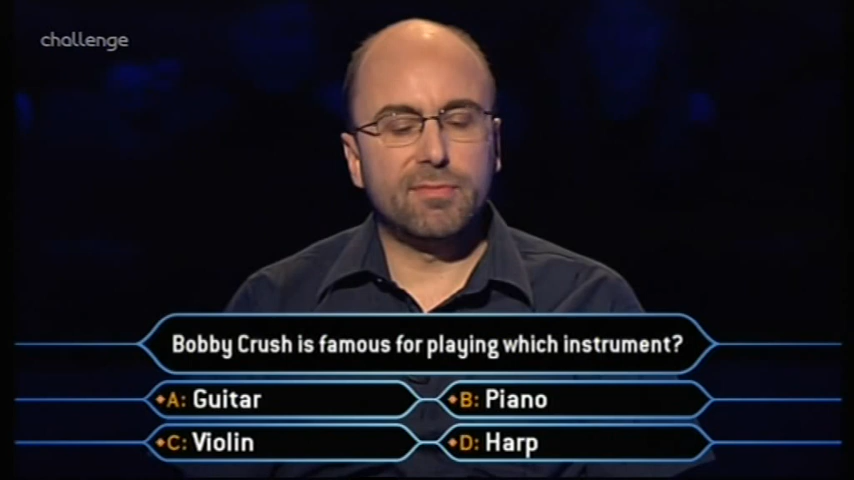 challenge
Bobby Crush is famous for playing which instrument?
A: Guitar
B: Piano
C: Violin
D: Harp